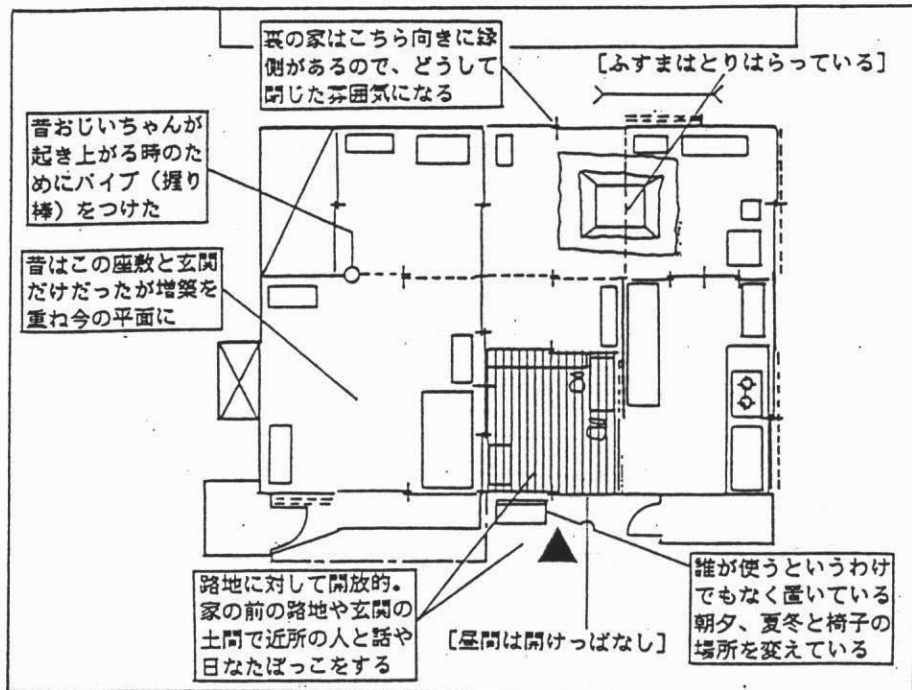 裏の家はこちら向きに縁
側があるので、どうして
閉じた雰囲気になる
[ふすまはとりはらっている]
昔おじいちゃんが
起き上がる時のた
めにパイプ（握り
棒）をつけた
昔はこの座敷と玄関
だけだったが増築を
重ね今の平面に
路地に対して開放的。
家の前の路地や玄関の
土間で近所の人と話や
日なたぼっこをする
[昼間は開けっぱなし]
誰が使うというわけ
でもなく置いている
朝夕、夏冬と椅子の
場所を変えている